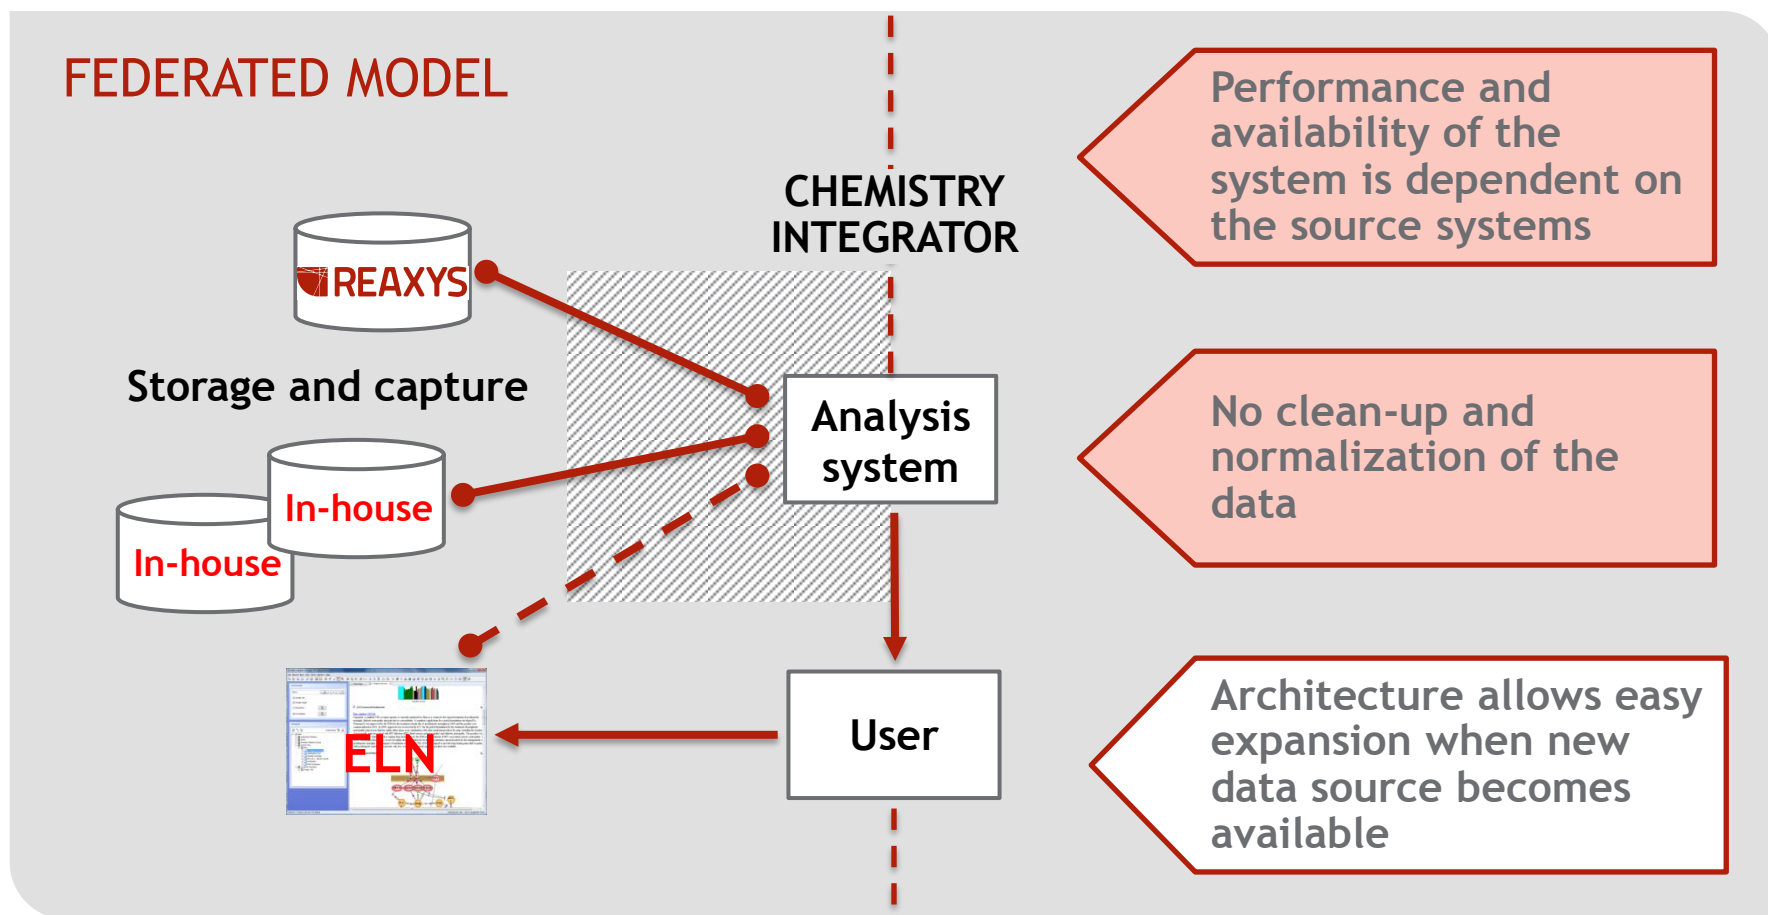 FEDERATED MODEL
CHEMISTRY
INTEGRATOR
REAXYS
Storage and capture
In-house
In-house
ELN
Analysis
system
User
Performance and
availability of the
system is dependent on
the source systems
No clean-up and
normalization of the
data
Architecture allows easy
expansion when new
data source becomes
available